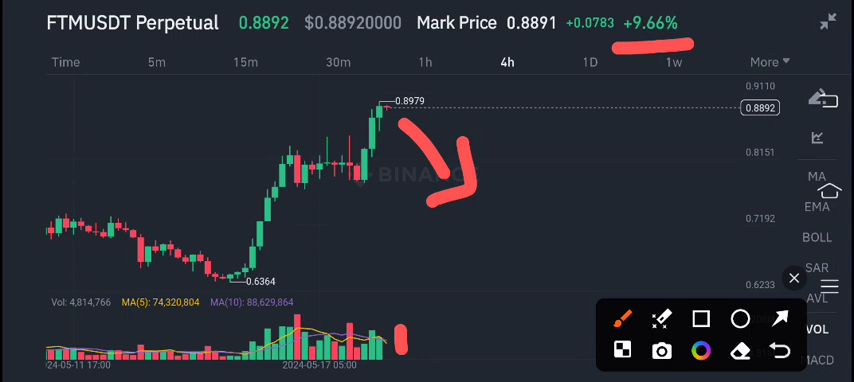 FTMUSDT Perpetual 0.8892 $0.88920000 Mark Price 0.8891 +0.0783 +9.66%
Time 5m 15m 30m 1h 4h 1D 1w More
0.9110
0.8979
0.8892
0.8151
BINANCE
MA
EMA
0.7192
BOLL
SAR
0.6364
0.6233
AVL
Vol: 4,814,766 MA(5): 74,320,804 MA(10): 88,629,864
VOL
MACD
24-05-11 17:00 2024-05-17 05:00